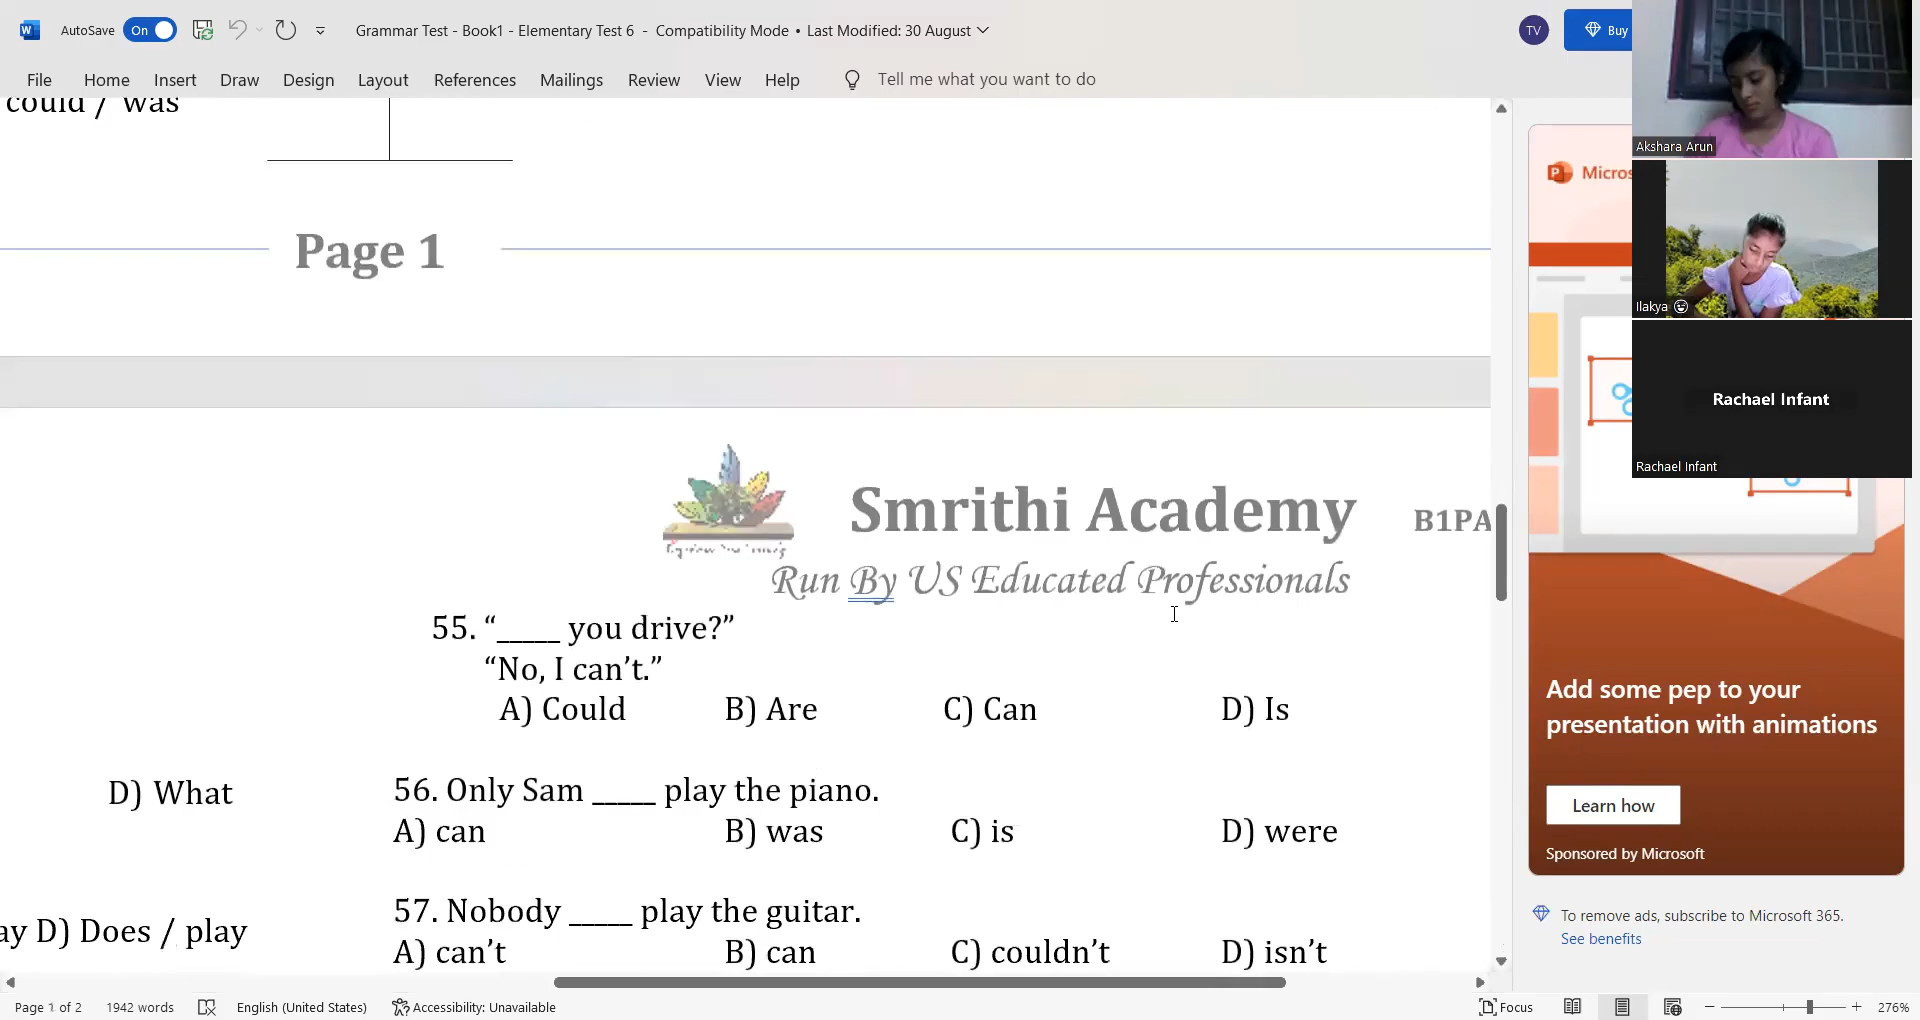 AutoSave On
Grammar Test - Book1 - Elementary Test 6 - Compatibility Mode • Last Modified: 30 August
TV
Buy
File Home Insert Draw Design Layout References Mailings Review View Help Tell me what you want to do
could / was
Page 1
Smrithi Academy
B1PA
Run By US Educated Professionals
55. “_____ you drive?”
“No, I can’t.”
A) Could B) Are C) Can D) Is
D) What
56. Only Sam _____ play the piano.
A) can B) was C) is D) were
ay D) Does / play
57. Nobody _____ play the guitar.
A) can’t B) can C) couldn’t D) isn’t
Akshara Arun
Ilakya
Rachael Infant
Rachael Infant
Micros
Add some pep to your
presentation with animations
Learn how
Sponsored by Microsoft
To remove ads, subscribe to Microsoft 365.
See benefits
Page 1 of 2 1942 words English (United States) Accessibility: Unavailable
Focus
276%